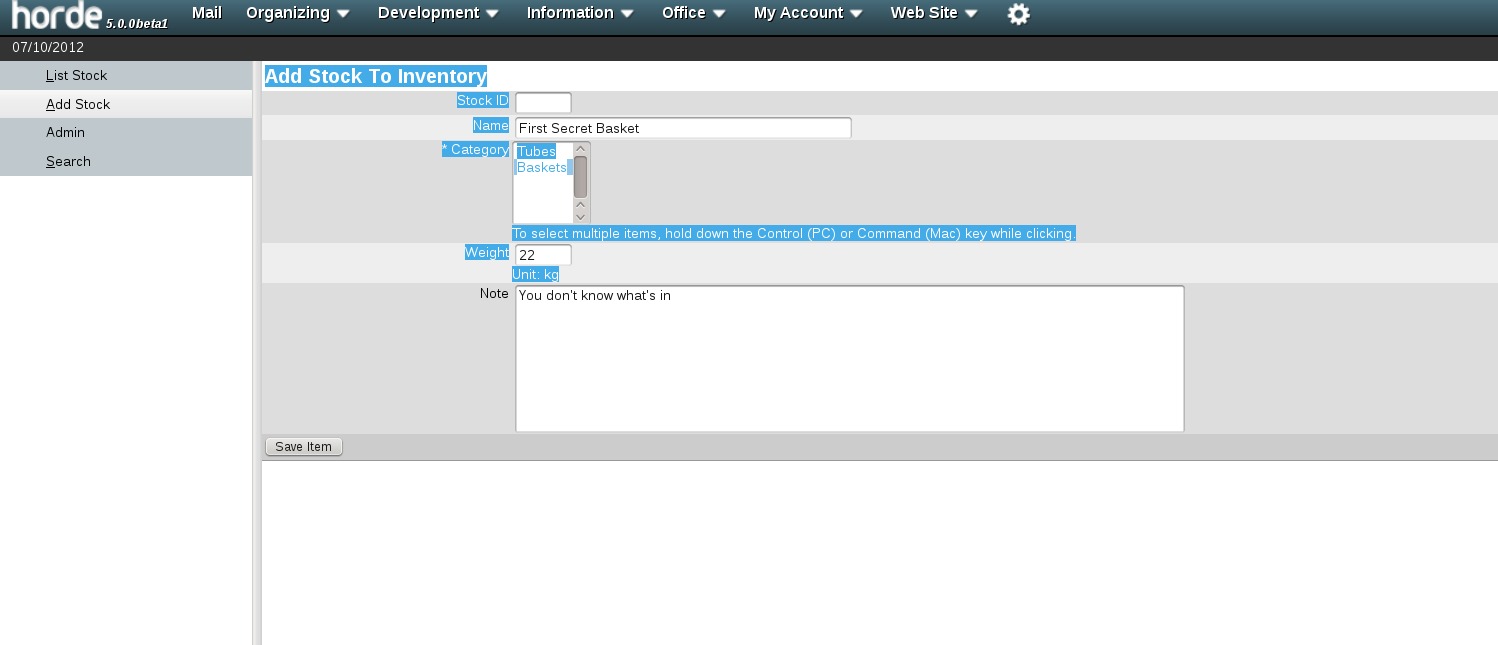 horde 5.0.0beta1 Mail Organizing Development Information Office My Account Web Site
07/10/2012
List Stock
Add Stock
Admin
Search
Add Stock To Inventory
Stock ID
Name First Secret Basket
* Category Tubes
Baskets
To select multiple items, hold down the Control (PC) or Command (Mac) key while clicking.
Weight 22
Unit: kg
Note You don't know what's in
Save Item